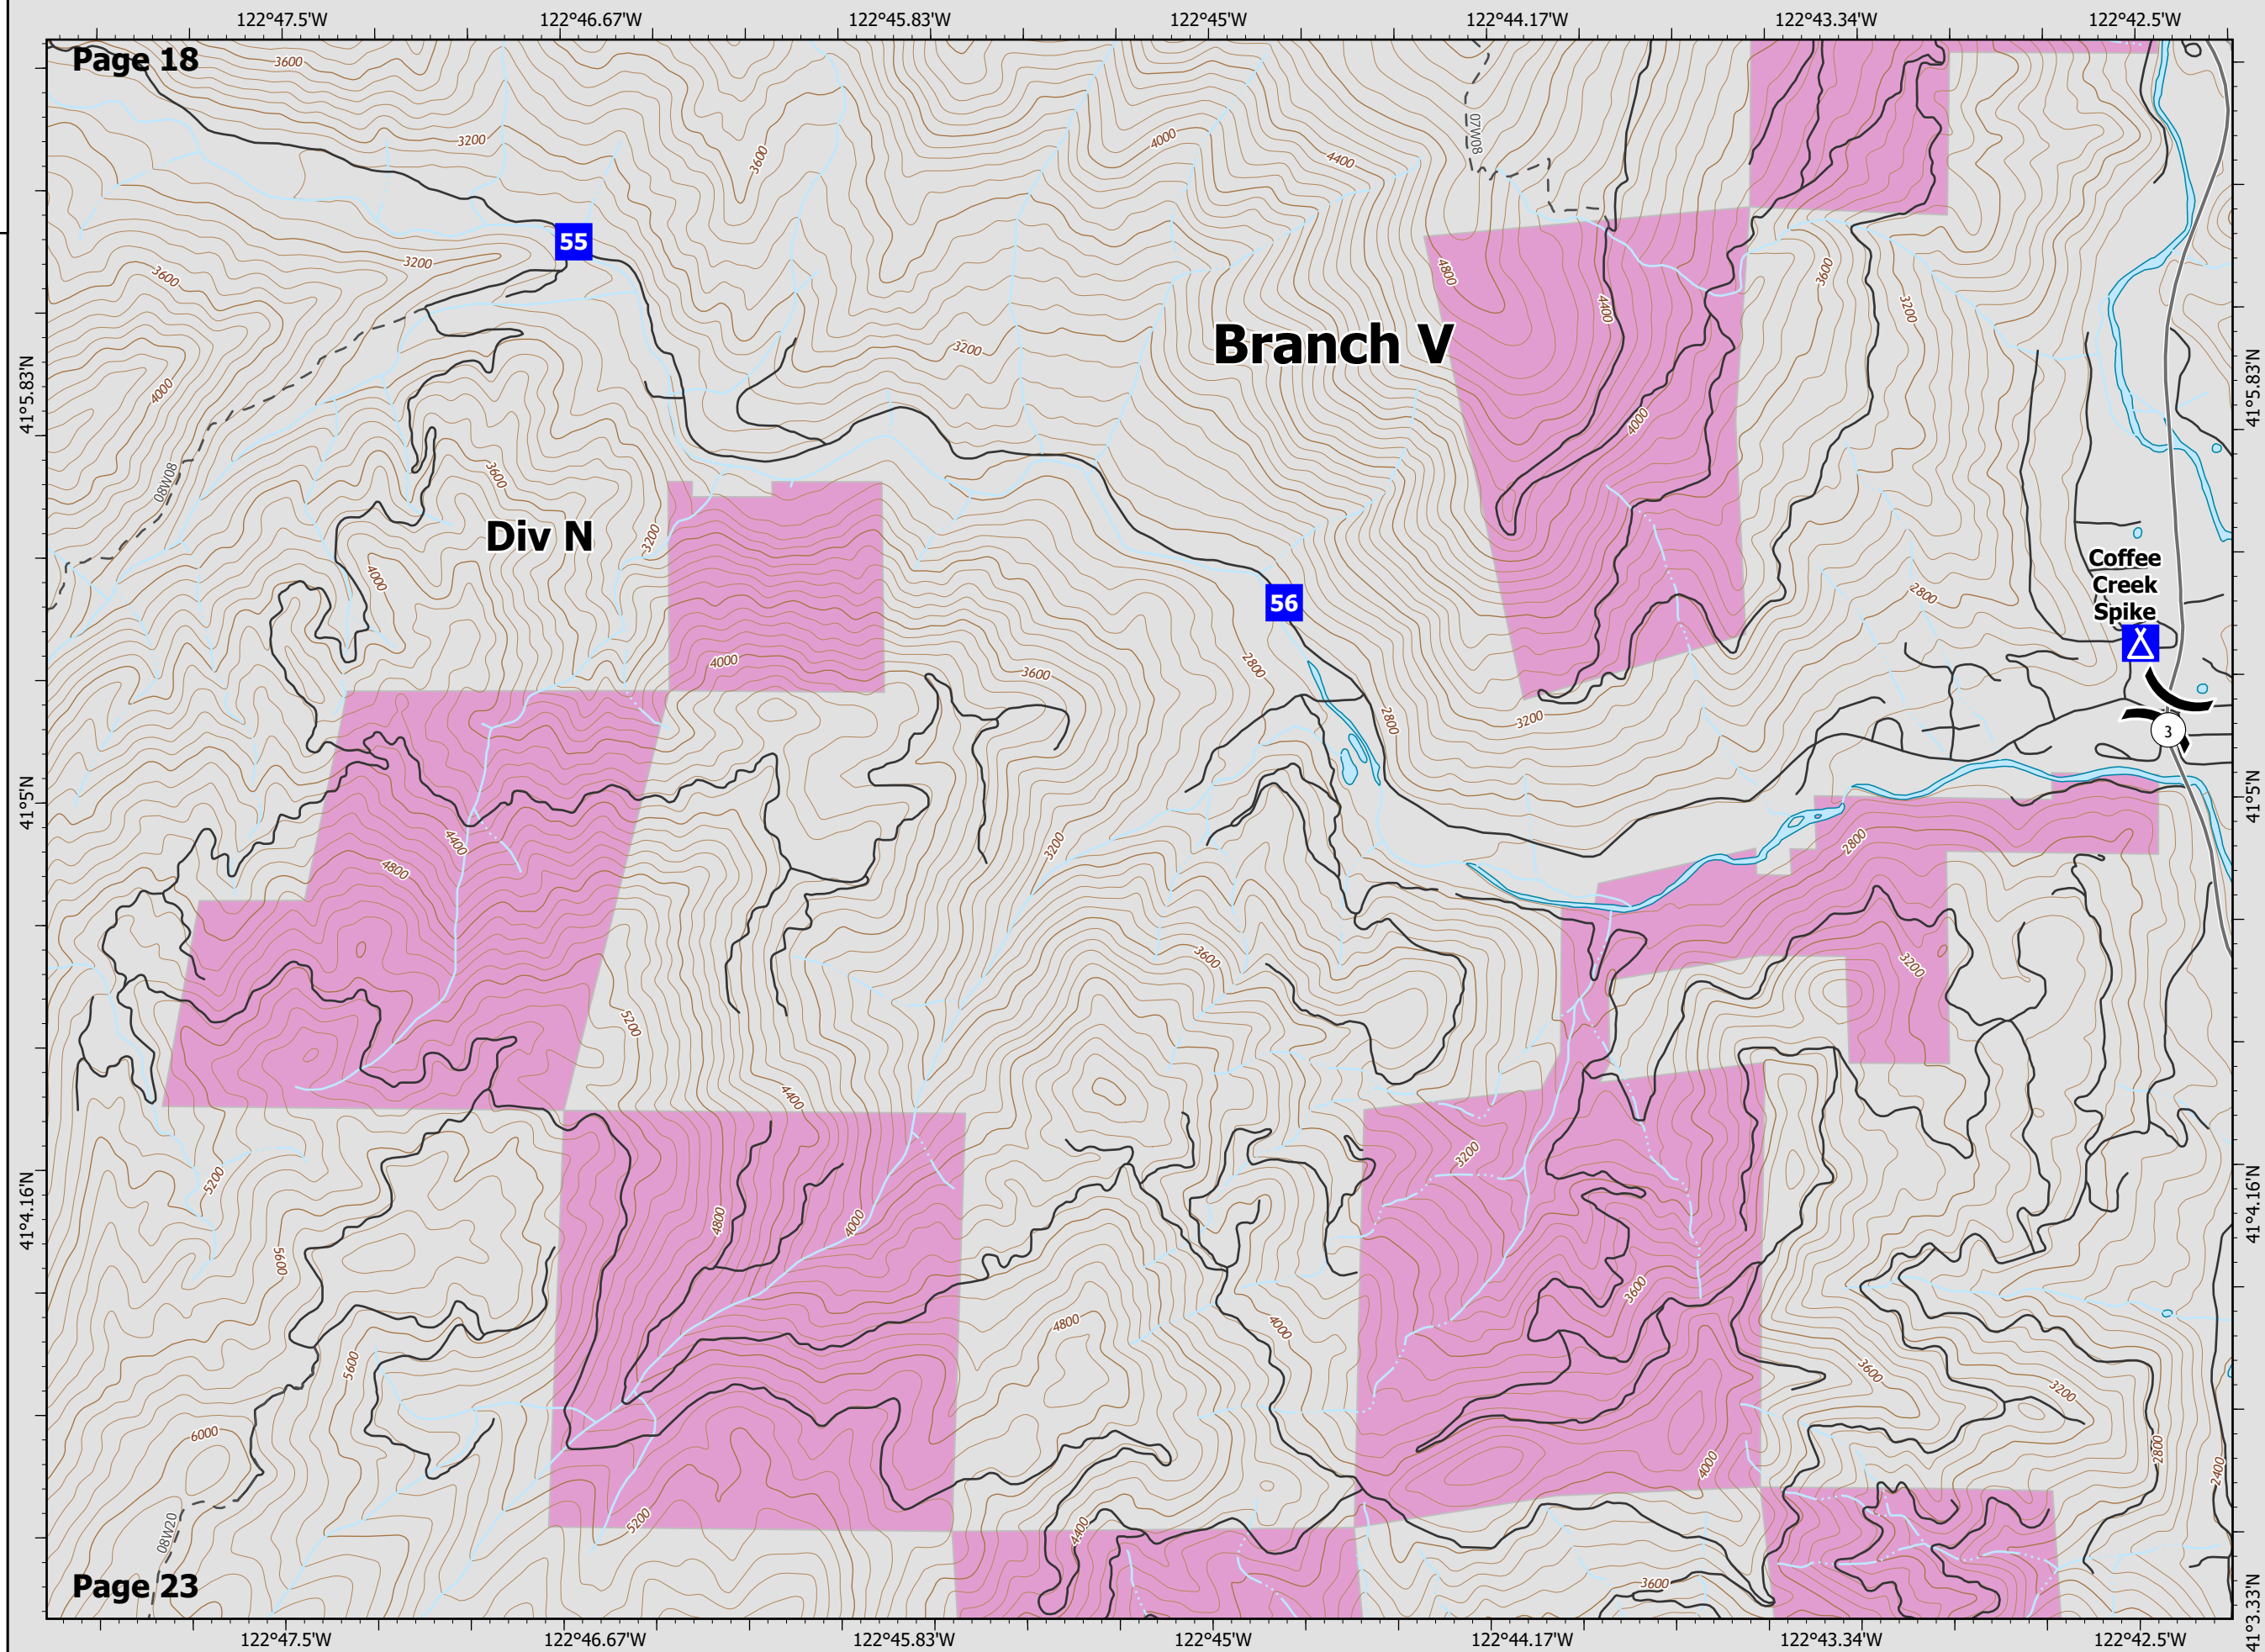 122°47.5'W
122°46.67'W
122°45.83'W
122°45'W
122°44.17'W
122°43.34'W
122°42.5'W
Page 18
3600
3200
3600
4000
4400
07W08
3200
3600
55
4800
4400
3600
3200
Branch V
3200
41°5.83'N
41°5.83'N
4000
4000
08W08
3600
Div N
3200
4000
Coffee
Creek
Spike
56
2800
4000
3600
2800
2800
3200
3
41°5'N
41°5'N
4400
4800
3200
2800
3600
3200
5200
4400
5200
3200
4800
4000
41°4.16'N
41°4.16'N
5600
3600
4800
4000
5600
3600
3200
6000
4000
2800
2400
5200
4400
08W20
3600
Page 23
41°3.33'N
122°47.5'W
122°46.67'W
122°45.83'W
122°45'W
122°44.17'W
122°43.34'W
122°42.5'W